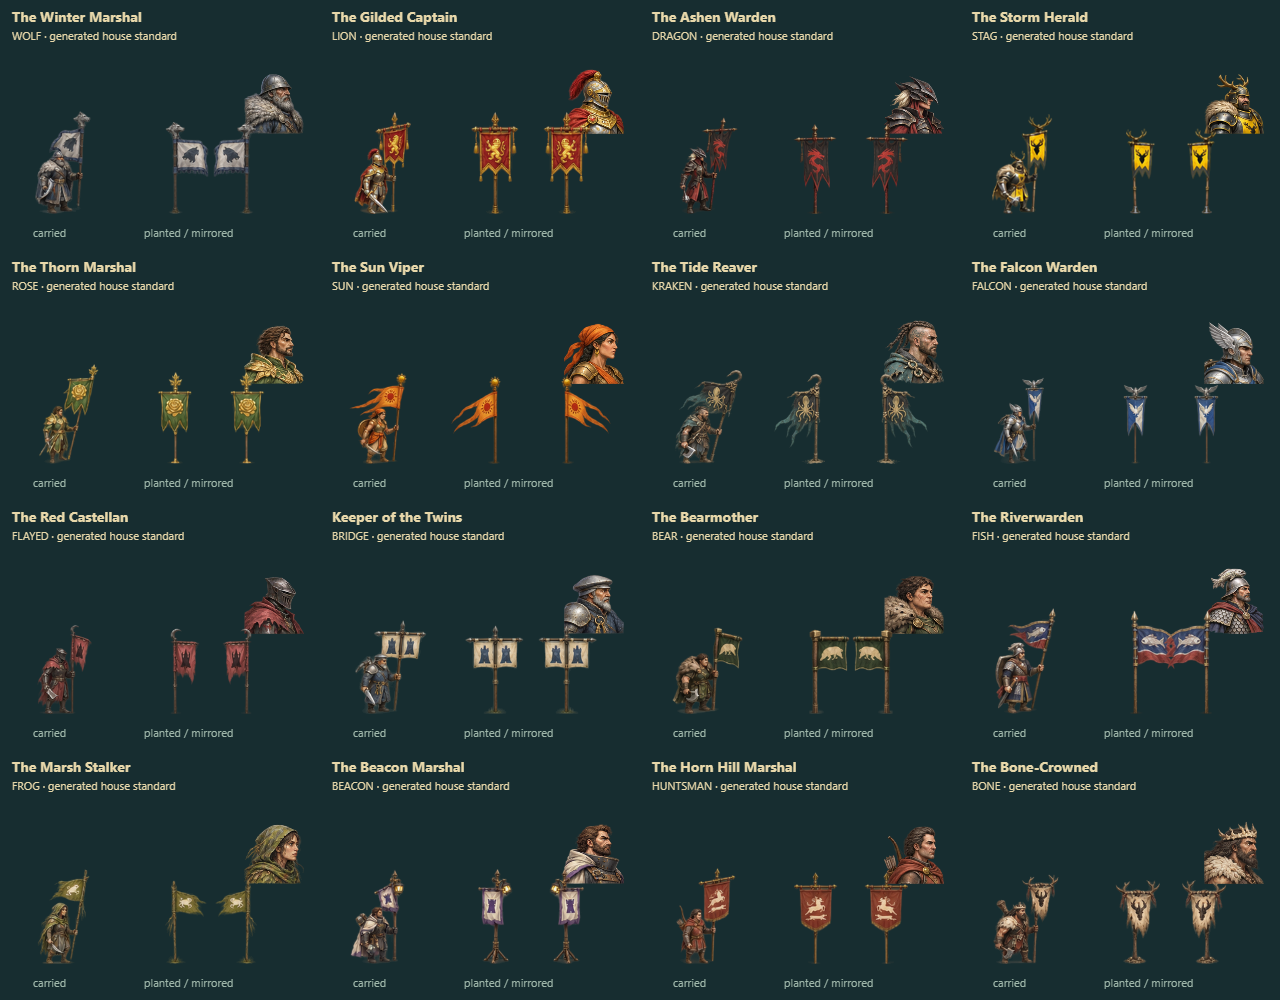 The Winter Marshal
WOLF · generated house standard
carried
planted / mirrored
The Gilded Captain
LION · generated house standard
carried
planted / mirrored
The Ashen Warden
DRAGON · generated house standard
carried
planted / mirrored
The Storm Herald
STAG · generated house standard
carried
planted / mirrored
The Thorn Marshal
ROSE · generated house standard
carried
planted / mirrored
The Sun Viper
SUN · generated house standard
carried
planted / mirrored
The Tide Reaver
KRAKEN · generated house standard
carried
planted / mirrored
The Falcon Warden
FALCON · generated house standard
carried
planted / mirrored
The Red Castellan
FLAYED · generated house standard
carried
planted / mirrored
Keeper of the Twins
BRIDGE · generated house standard
carried
planted / mirrored
The Bearmother
BEAR · generated house standard
carried
planted / mirrored
The Riverwarden
FISH · generated house standard
carried
planted / mirrored
The Marsh Stalker
FROG · generated house standard
carried
planted / mirrored
The Beacon Marshal
BEACON · generated house standard
carried
planted / mirrored
The Horn Hill Marshal
HUNTSMAN · generated house standard
carried
planted / mirrored
The Bone-Crowned
BONE · generated house standard
carried
planted / mirrored